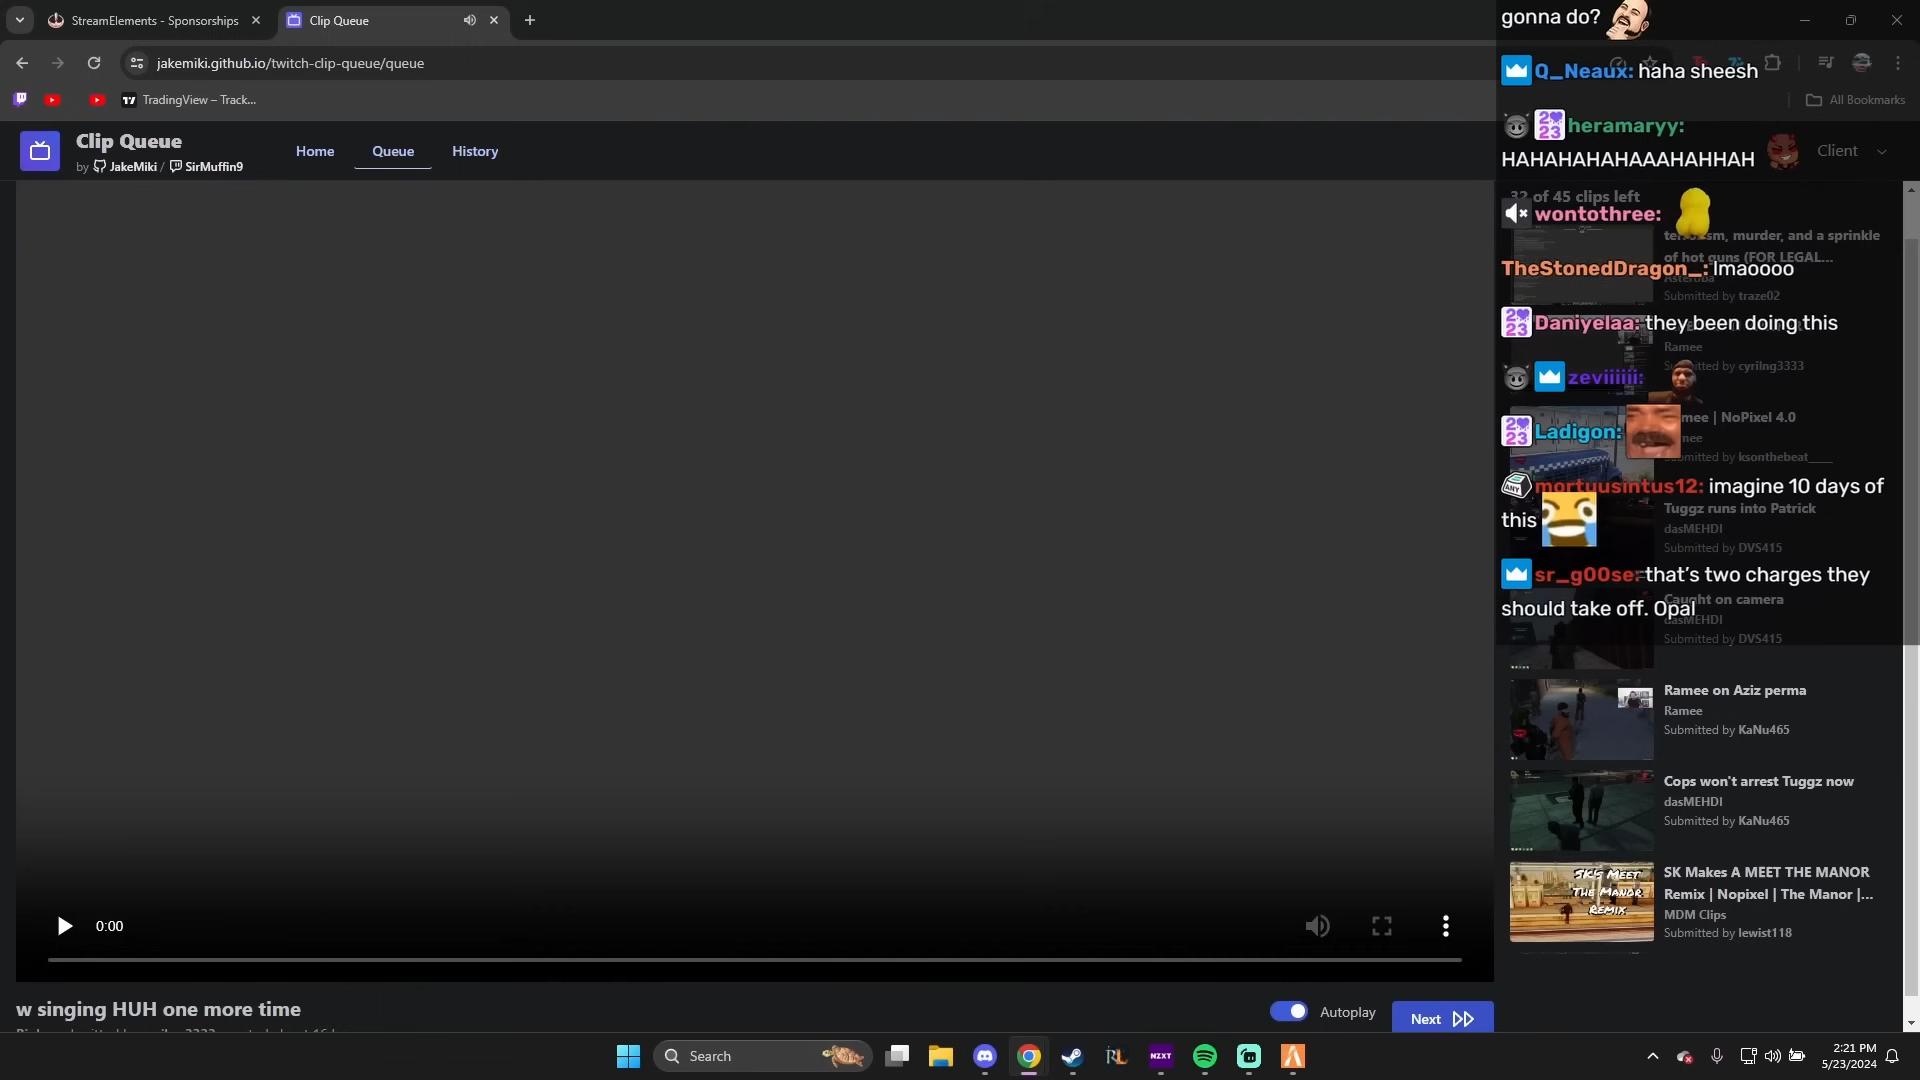 StreamElements - Sponsorships
Clip Queue
gonna do?
jakemiki.github.io/twitch-clip-queue/queue
Q_Neaux: haha sheesh
TradingView – Track...
All Bookmarks
Clip Queue
by JakeMiki / SirMuffin9
Home
Queue
History
heramaryy:
HAHAHAHAHAAAHAHHAH
Client
32 of 45 clips left
wontothree:
terrorism, murder, and a sprinkle
of hot guns (FOR LEGAL...
Asteroba
Submitted by traze02
TheStonedDragon_: lmaoooo
Daniyelaa: they been doing this
Ramee
Submitted by cyrilng3333
zeviiiiii:
Ramee | NoPixel 4.0
Ramee
Submitted by ksonthebeat____
Ladigon:
mortuusintus12: imagine 10 days of
this
Tuggz runs into Patrick
dasMEHDI
Submitted by DVS415
sr_g00se: that's two charges they
should take off. Opal
Caught on camera
dasMEHDI
Submitted by DVS415
Ramee on Aziz perma
Ramee
Submitted by KaNu465
Cops won't arrest Tuggz now
dasMEHDI
Submitted by KaNu465
SK's Meet
The Manor
Remix
SK Makes A MEET THE MANOR
Remix | Nopixel | The Manor |...
MDM Clips
Submitted by lewist118
0:00
w singing HUH one more time
Autoplay
Next
Search
RL
NZXT
2:21 PM
5/23/2024